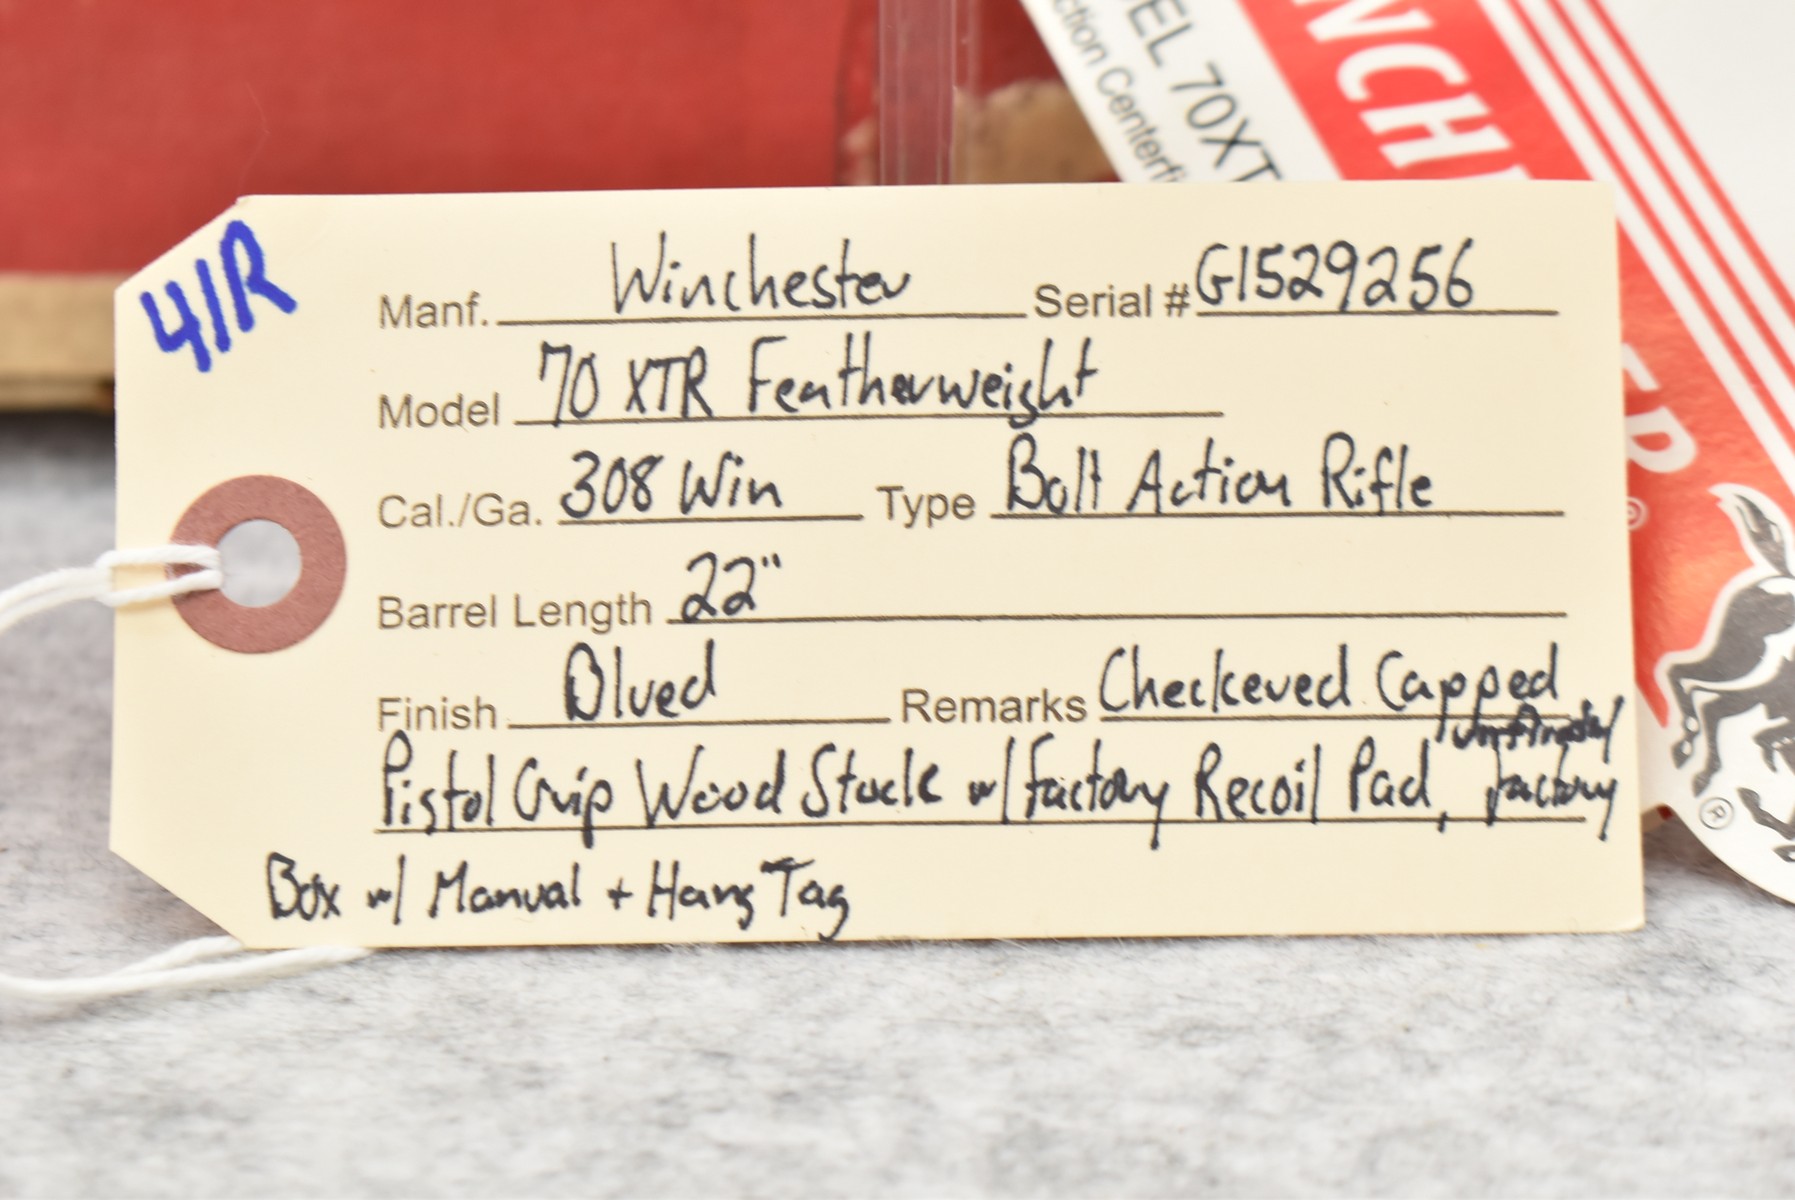 NCH
EL 70XT
ction Centerfi
ER
41R
Manf. Winchester Serial # G1529256
Model 70 XTR Featherweight
Cal./Ga. 308 Win Type Bolt Action Rifle
Barrel Length 22"
Finish Blued Remarks Checkered Capped
Pistol Grip Wood Stock w/ factory Recoil Pad, factory
Box w/ Manual + Hang Tag
®